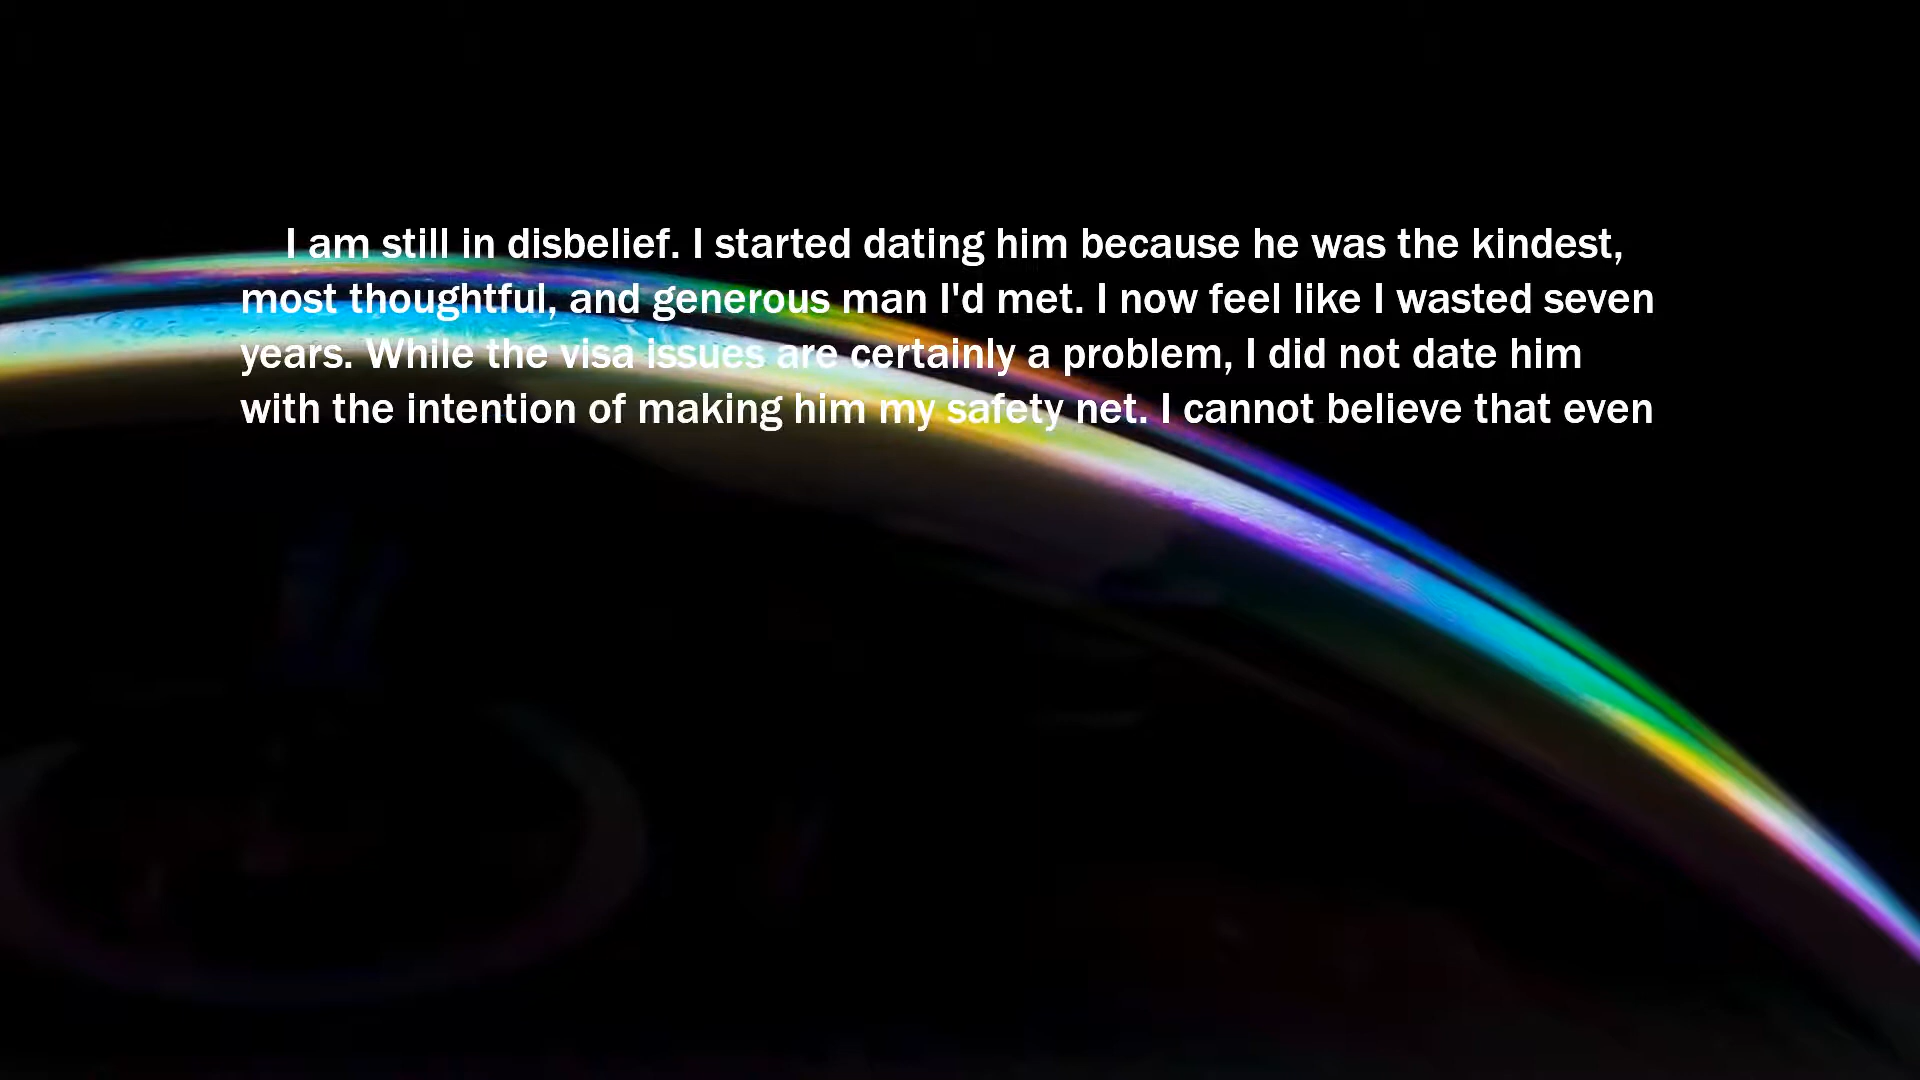 I am still in disbelief. I started dating him because he was the kindest,
most thoughtful, and generous man I'd met. I now feel like I wasted seven
years. While the visa issues are certainly a problem, I did not date him
with the intention of making him my safety net. I cannot believe that even